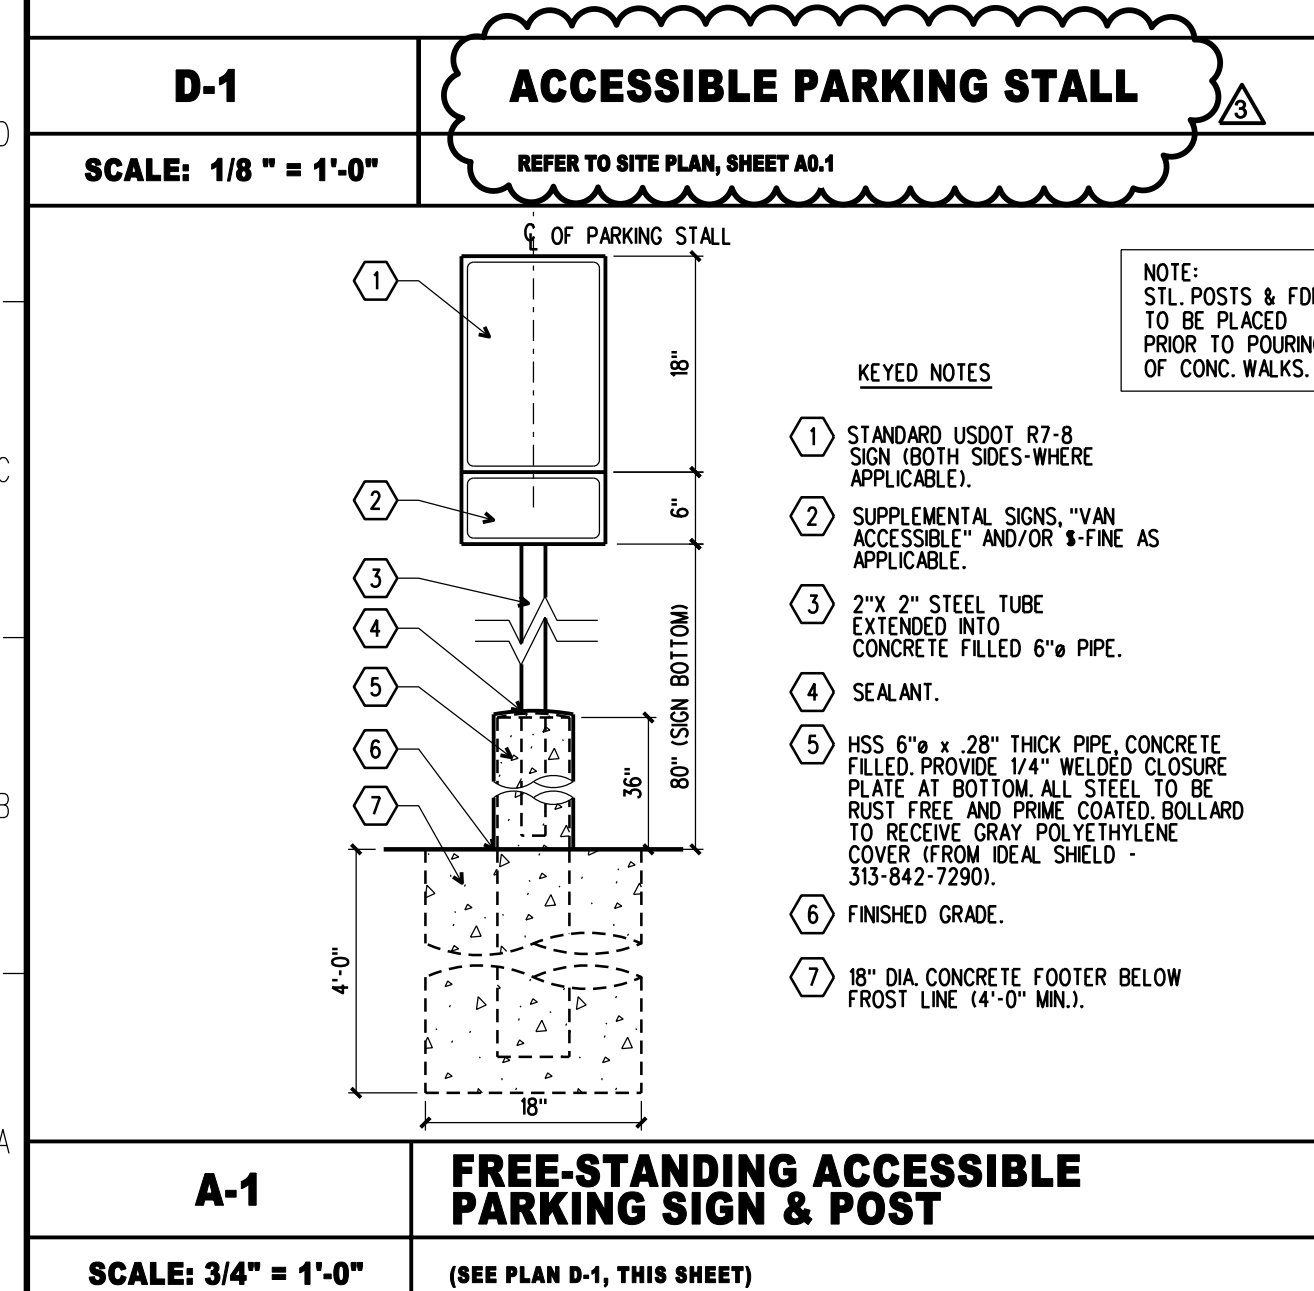 D-1
ACCESSIBLE PARKING STALL
3
SCALE: 1/8 " = 1'-0"
REFER TO SITE PLAN, SHEET A0.1
℄ OF PARKING STALL
NOTE:
STL. POSTS &
TO BE PLACED
PRIOR TO
OF CONC. WALKS.
1
18"
KEYED NOTES
1 STANDARD USDOT R7-8
SIGN (BOTH SIDES-WHERE
APPLICABLE).
2
6"
2 SUPPLEMENTAL SIGNS, "VAN
ACCESSIBLE" AND/OR $-FINE AS
APPLICABLE.
3
3 2"X 2" STEEL TUBE
EXTENDED INTO
CONCRETE FILLED 6"ø PIPE.
4
80" (SIGN BOTTOM)
4 SEALANT.
5
5 HSS 6"ø x .28" THICK PIPE, CONCRETE
FILLED. PROVIDE 1/4" WELDED CLOSURE
PLATE AT BOTTOM. ALL STEEL TO BE
RUST FREE AND PRIME COATED. BOLLARD
TO RECEIVE GRAY POLYETHYLENE
COVER (FROM IDEAL SHIELD -
313-842-7290).
6
36"
7
6 FINISHED GRADE.
7 18" DIA. CONCRETE FOOTER BELOW
FROST LINE (4'-0" MIN.).
4'-0"
18"
C
B
A
A-1
FREE-STANDING ACCESSIBLE
PARKING SIGN & POST
SCALE: 3/4" = 1'-0"
(SEE PLAN D-1, THIS SHEET)